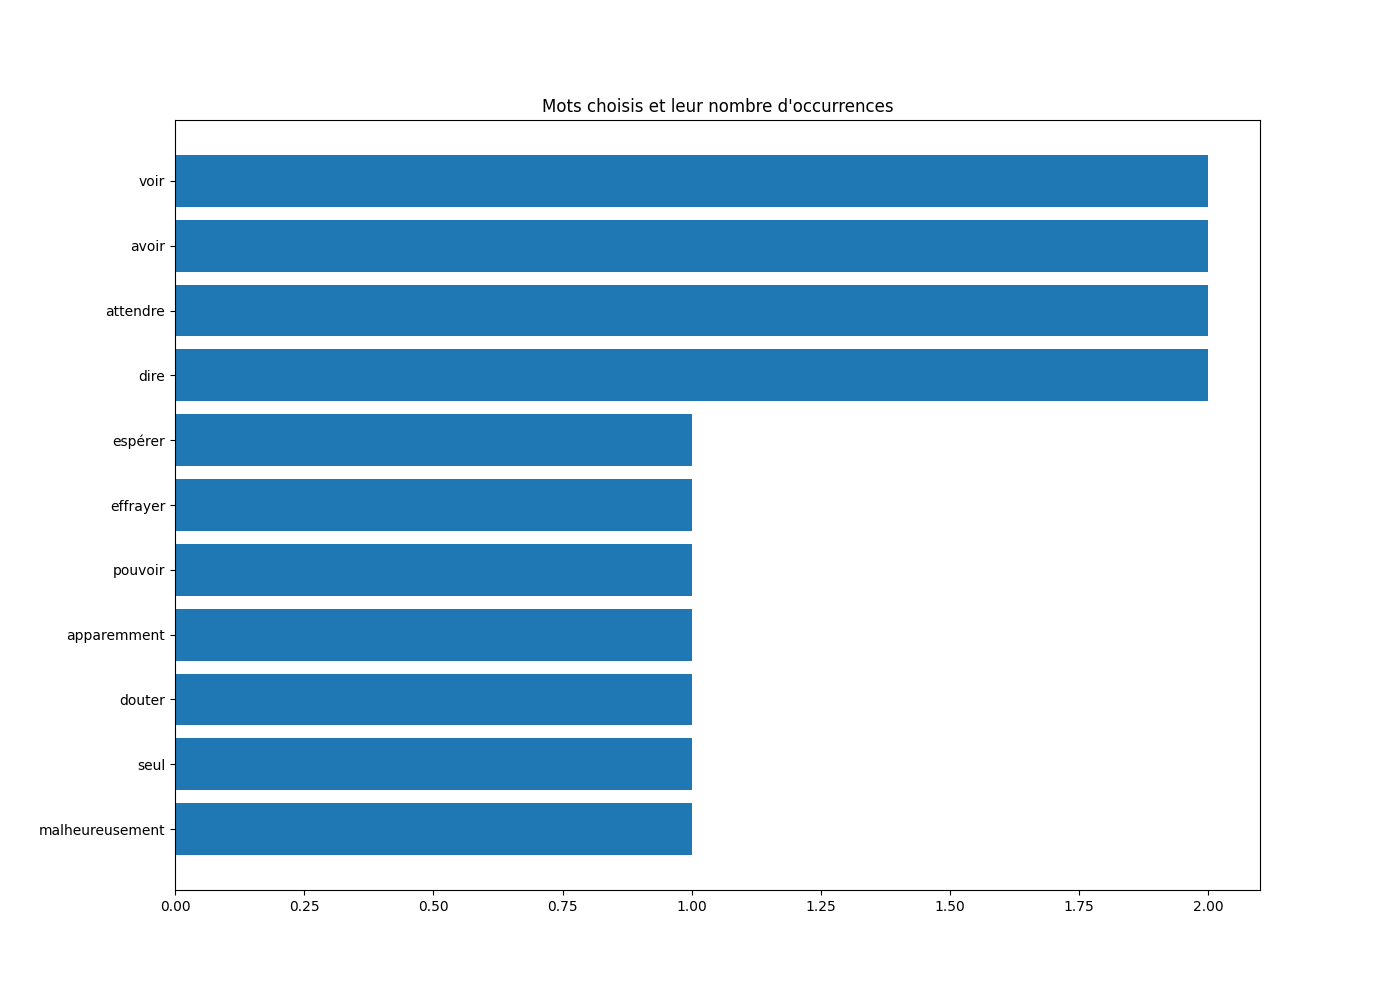 Mots choisis et leur nombre d'occurrences
voir
avoir
attendre
dire
espérer
effrayer
pouvoir
apparemment
douter
seul
malheureusement
0.00 0.25 0.50 0.75 1.00 1.25 1.50 1.75 2.00